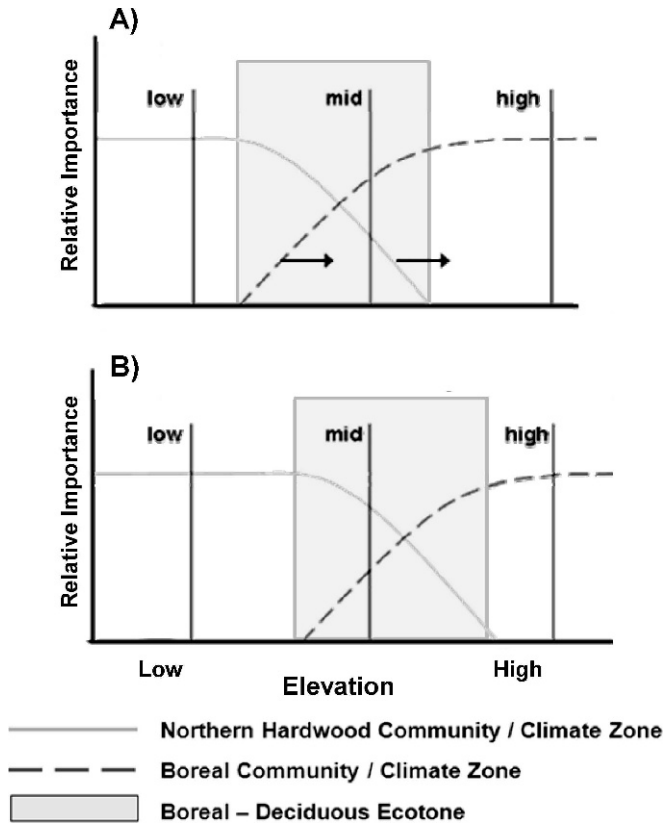 A)
low mid high
Relative Importance
B)
low mid high
Relative Importance
Low High
Elevation
Northern Hardwood Community / Climate Zone
Boreal Community / Climate Zone
Boreal – Deciduous Ecotone